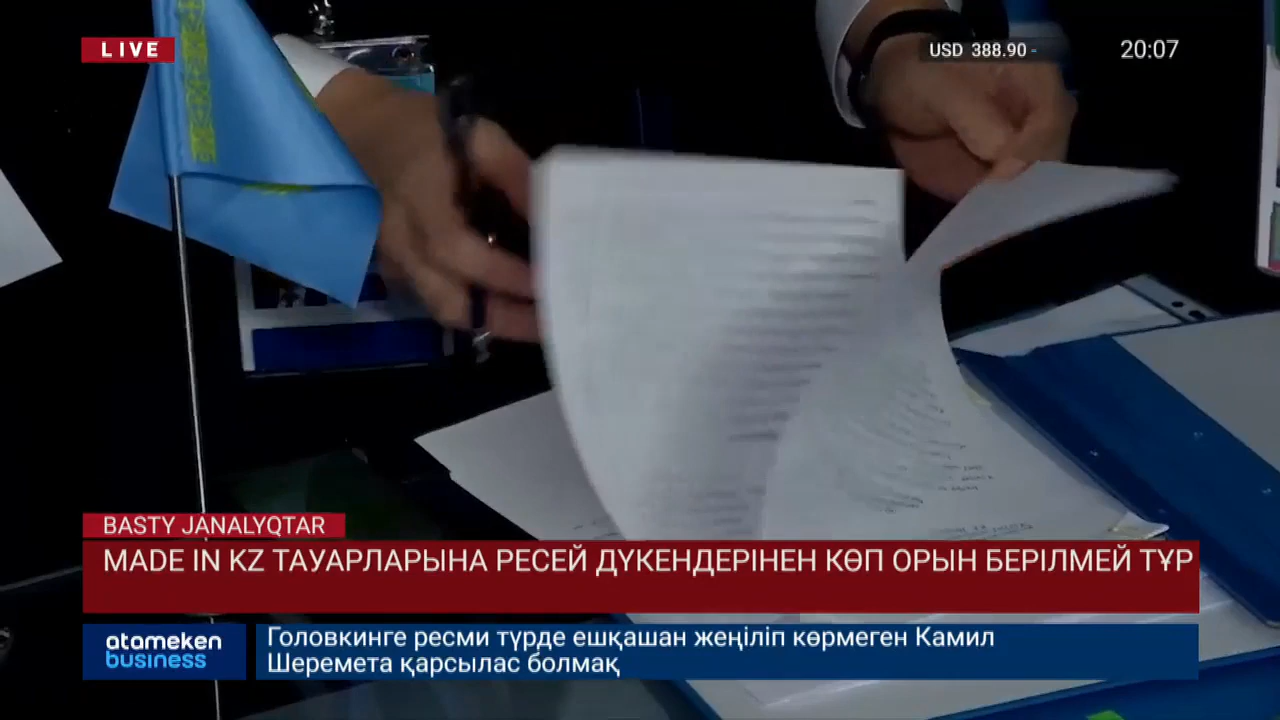 LIVE
USD 388.90 -
20:07
BASTY JANALYQTAR
MADE IN KZ ТАУАРЛАРЫНА РЕСЕЙ ДҮКЕНДЕРІНЕН КӨП ОРЫН БЕРІЛМЕЙ ТҰР
atameken
business
Головкинге ресми түрде ешқашан жеңіліп көрмеген Камил
Шеремета қарсылас болмақ